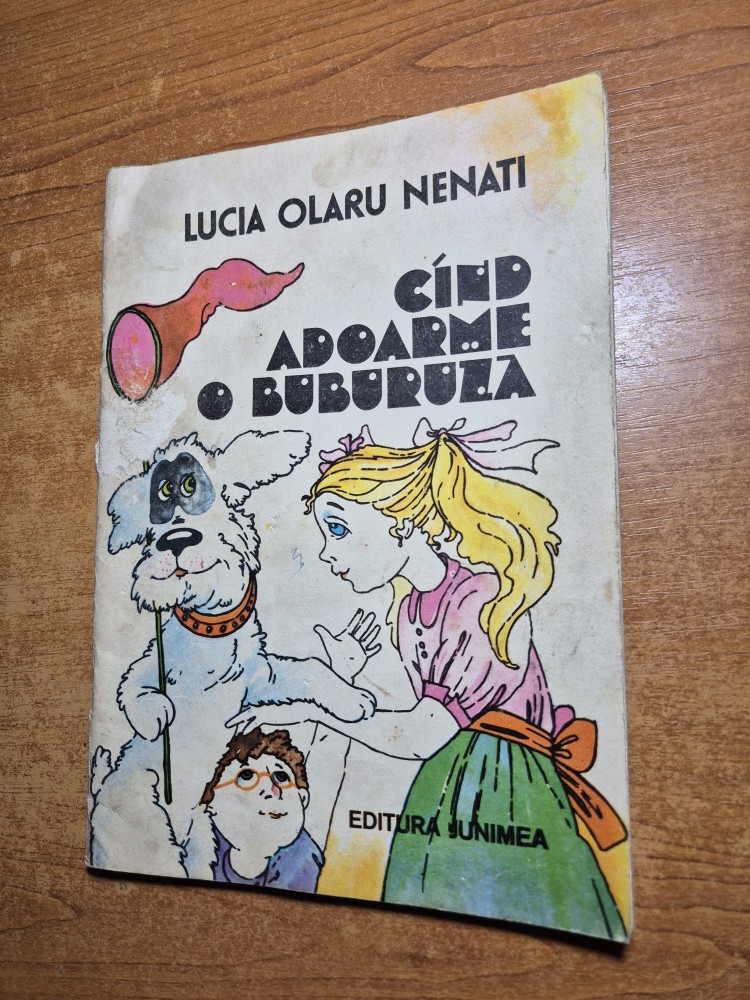 LUCIA OLARU NENATI
CÎND
ADOARME
O BUBURUZA
EDITURA JUNIMEA